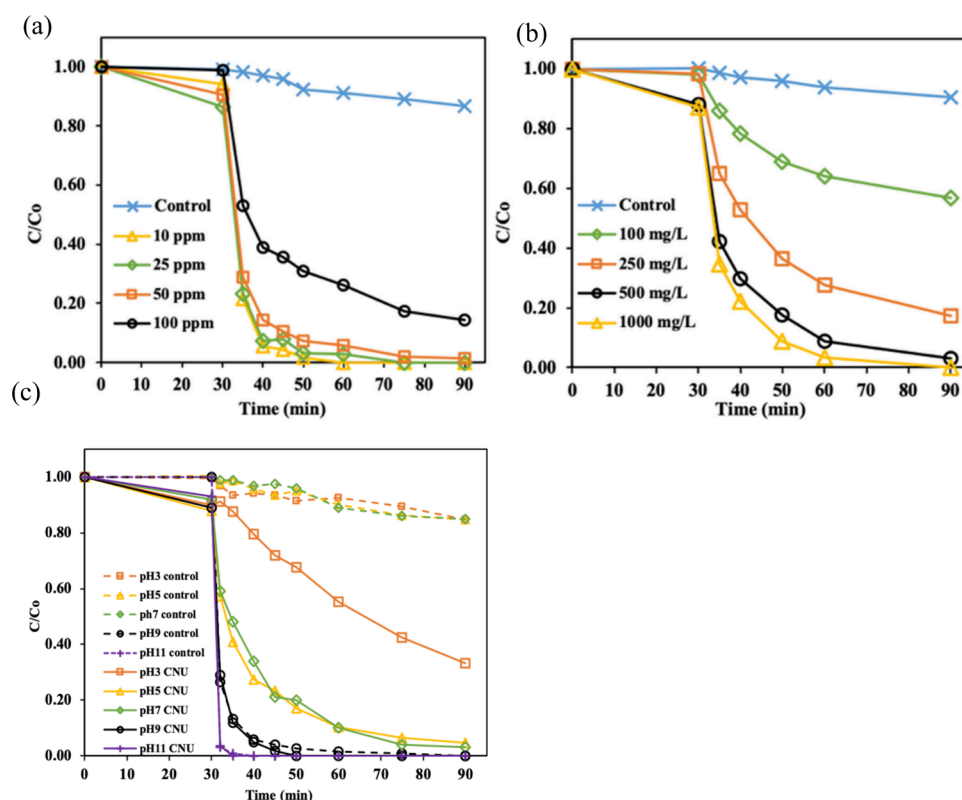 (a)
1.00
0.80
0.60
0.40
0.20
0.00
C/Co
Control
10 ppm
25 ppm
50 ppm
100 ppm
0 10 20 30 40 50 60 70 80 90
Time (min)
(b)
1.00
0.80
0.60
0.40
0.20
0.00
C/Co
Control
100 mg/L
250 mg/L
500 mg/L
1000 mg/L
0 10 20 30 40 50 60 70 80 90
Time (min)
(c)
1.00
0.80
0.60
0.40
0.20
0.00
C/Co
pH3 control
pH5 control
ph7 control
pH9 control
pH11 control
pH3 CNU
pH5 CNU
pH7 CNU
pH9 CNU
pH11 CNU
0 10 20 30 40 50 60 70 80 90
Time (min)